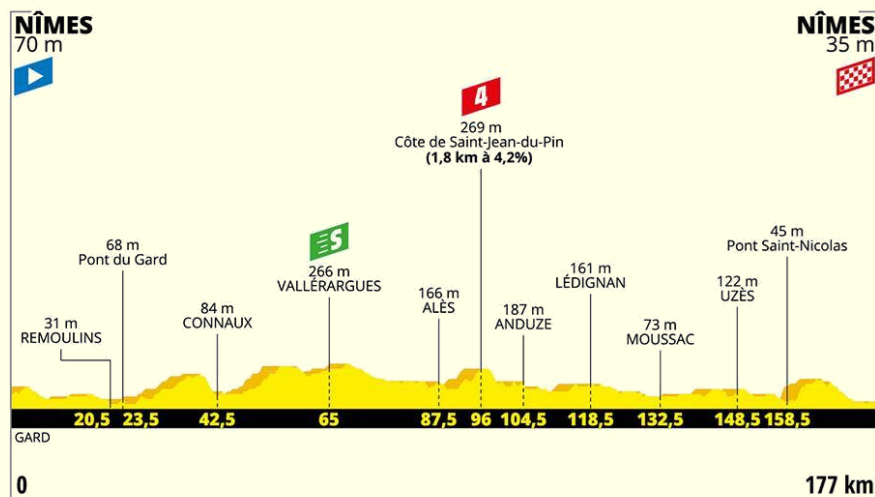 NÎMES
70 m
NÎMES
35 m
4
269 m
Côte de Saint-Jean-du-Pin
(1,8 km à 4,2%)
S
68 m
Pont du Gard
45 m
Pont Saint-Nicolas
266 m
VALLÉRARGUES
161 m
LÉDIGNAN
122 m
UZÈS
166 m
ALÈS
84 m
CONNAUX
187 m
ANDUZE
31 m
REMOULINS
73 m
MOUSSAC
20,5 23,5 42,5 65 87,5 96 104,5 118,5 132,5 148,5 158,5
GARD
0 177 km